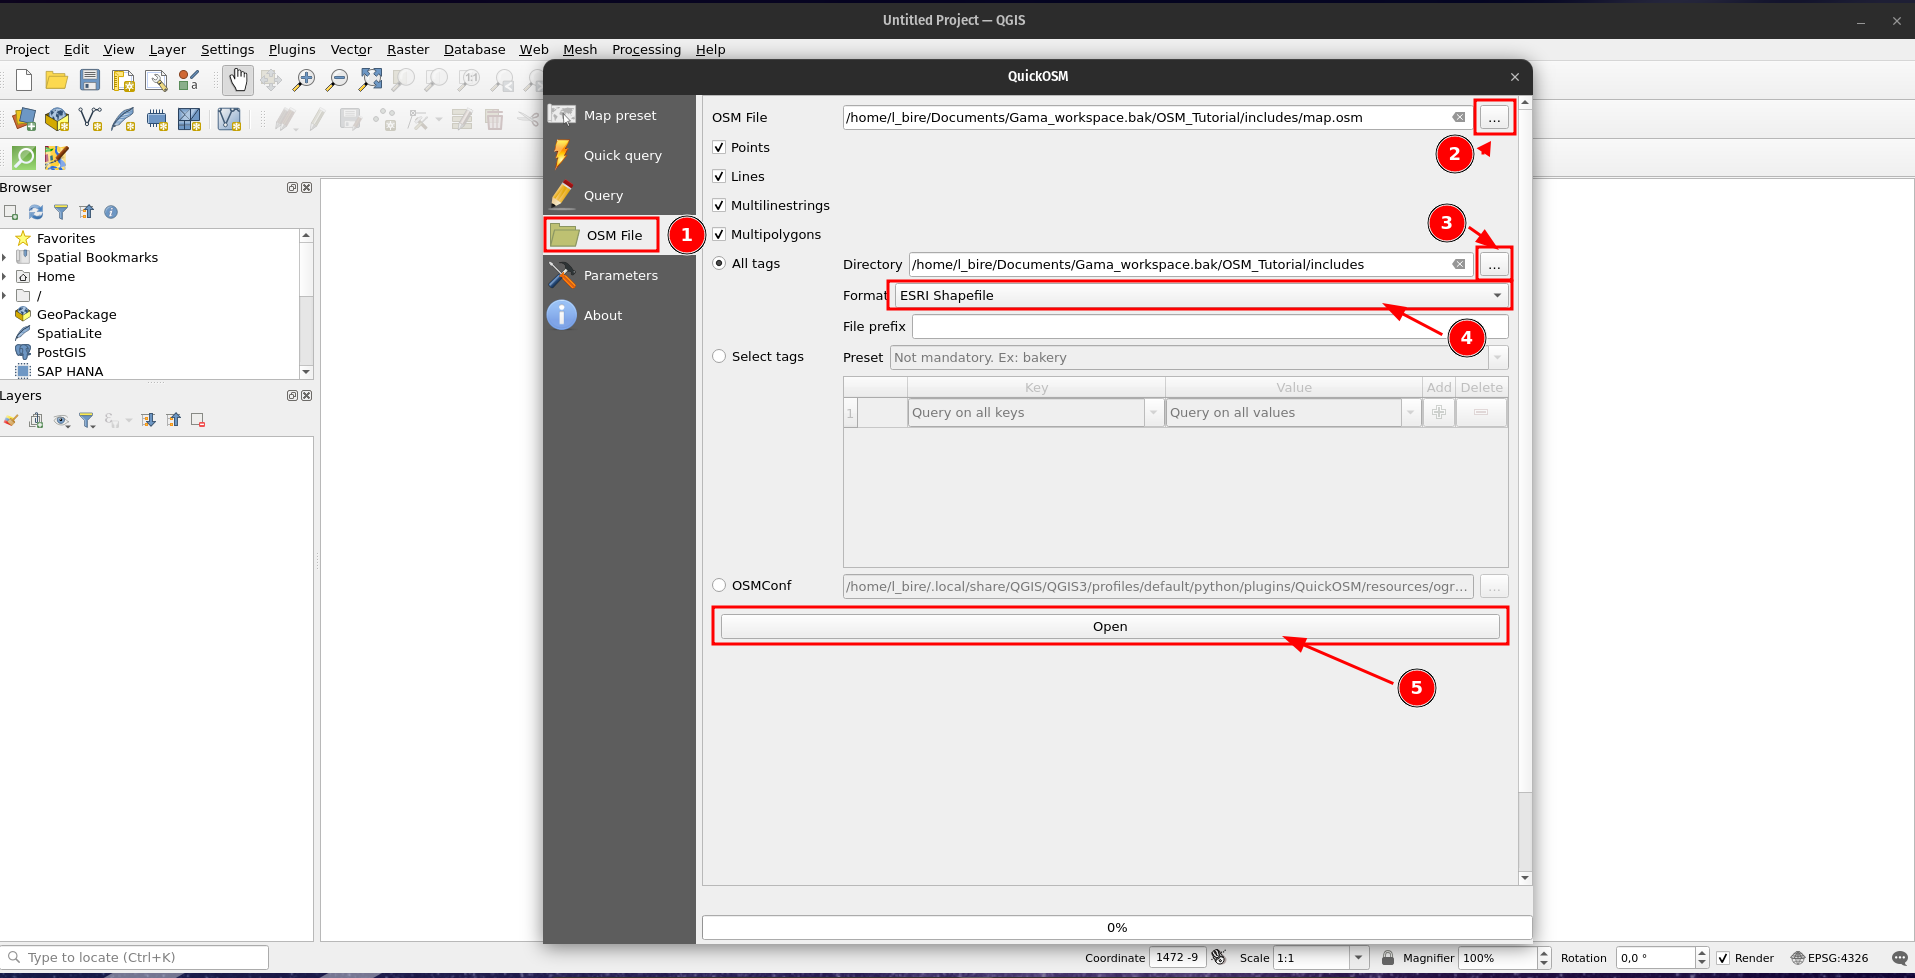 Untitled Project — QGIS
Project Edit View Layer Settings Plugins Vector Raster Database Web Mesh Processing Help
QuickOSM
Map preset
Quick query
Query
OSM File
Parameters
About
1
OSM File /home/l_bire/Documents/Gama_workspace.bak/OSM_Tutorial/includes/map.osm ...
2
Points
Lines
Multilinestrings
Multipolygons
3
All tags Directory /home/l_bire/Documents/Gama_workspace.bak/OSM_Tutorial/includes ...
Format ESRI Shapefile
4
File prefix
Select tags Preset Not mandatory. Ex: bakery
Key Value Add Delete
1 Query on all keys Query on all values
OSMConf /home/l_bire/.local/share/QGIS/QGIS3/profiles/default/python/plugins/QuickOSM/resources/ogr... ...
Open
5
0%
1:1
Browser
Favorites
Spatial Bookmarks
Home
/
GeoPackage
SpatiaLite
PostGIS
SAP HANA
Layers
Type to locate (Ctrl+K)
Coordinate 1472 -9 Scale 1:1 Magnifier 100% Rotation 0,0 ° Render EPSG:4326